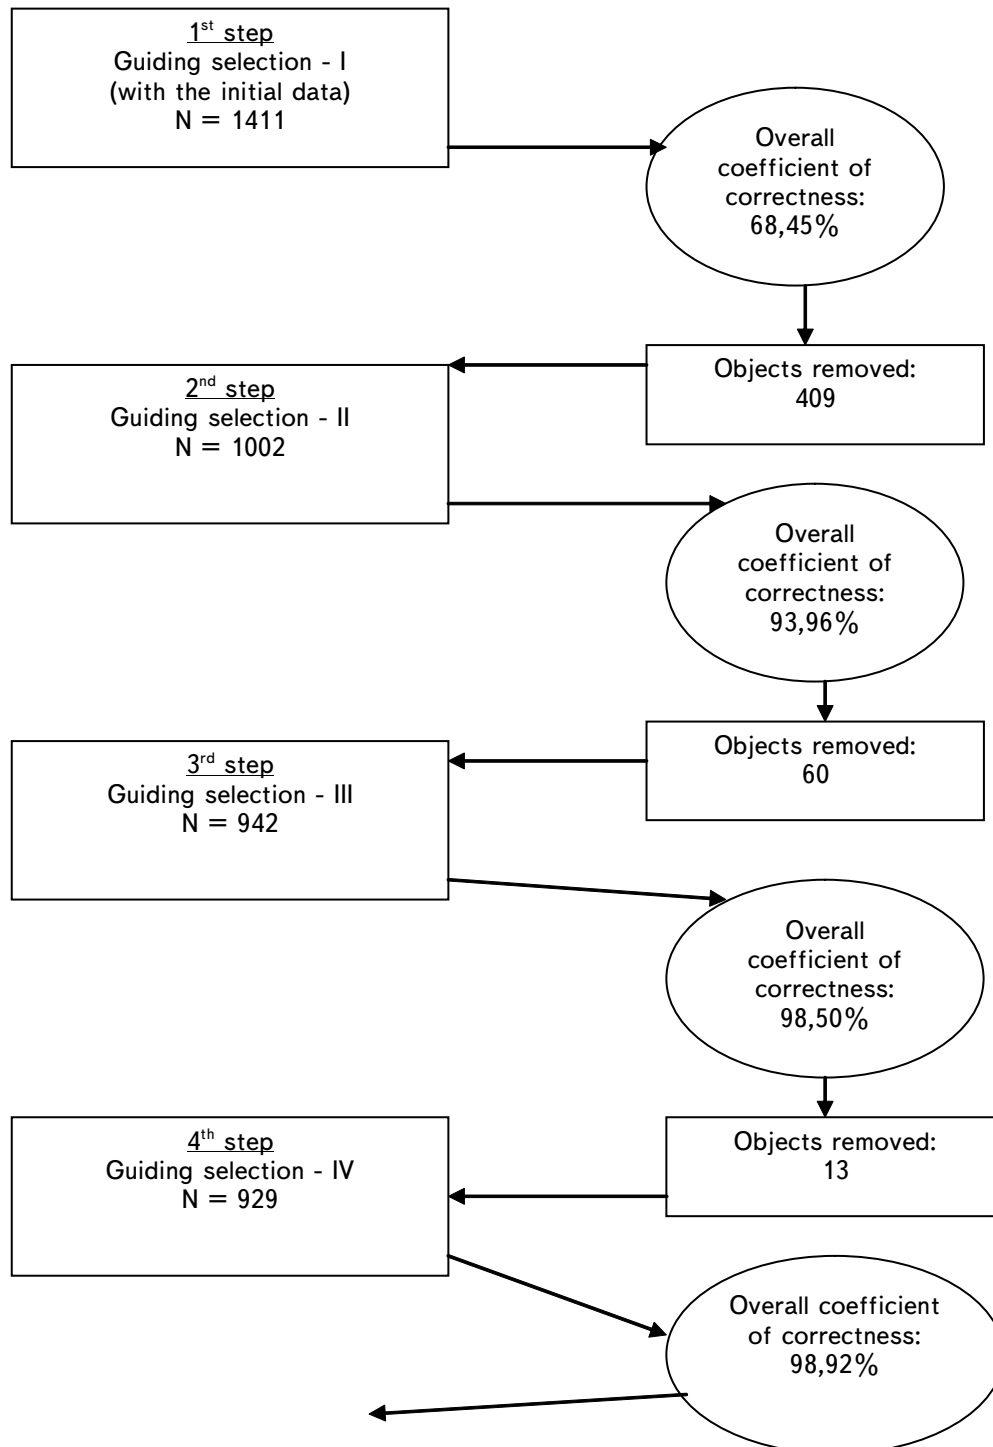 1st step
Guiding selection - I
(with the initial data)
N = 1411
Overall
coefficient of
correctness:
68,45%
Objects removed:
409
2nd step
Guiding selection - II
N = 1002
Overall
coefficient of
correctness:
93,96%
Objects removed:
60
3rd step
Guiding selection - III
N = 942
Overall
coefficient of
correctness:
98,50%
Objects removed:
13
4th step
Guiding selection - IV
N = 929
Overall coefficient
of correctness:
98,92%